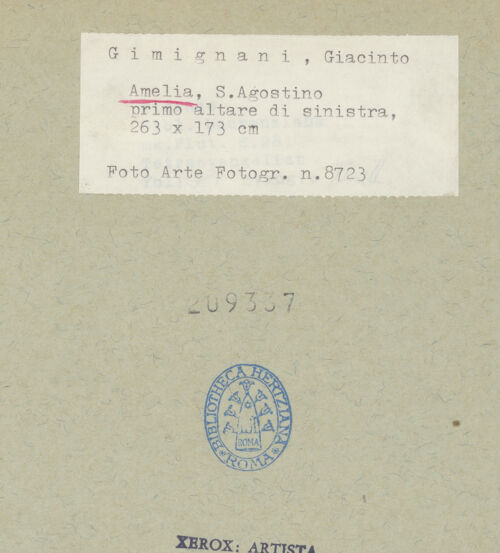 Gimignani, Giacinto
Amelia, S.Agostino
primo altare di sinistra,
263 x 173 cm
Foto Arte Fotogr. n.8723
209337
BIBLIOTHECA HERTZIANA
ROMA
ROMA
XEROX: ARTISTA